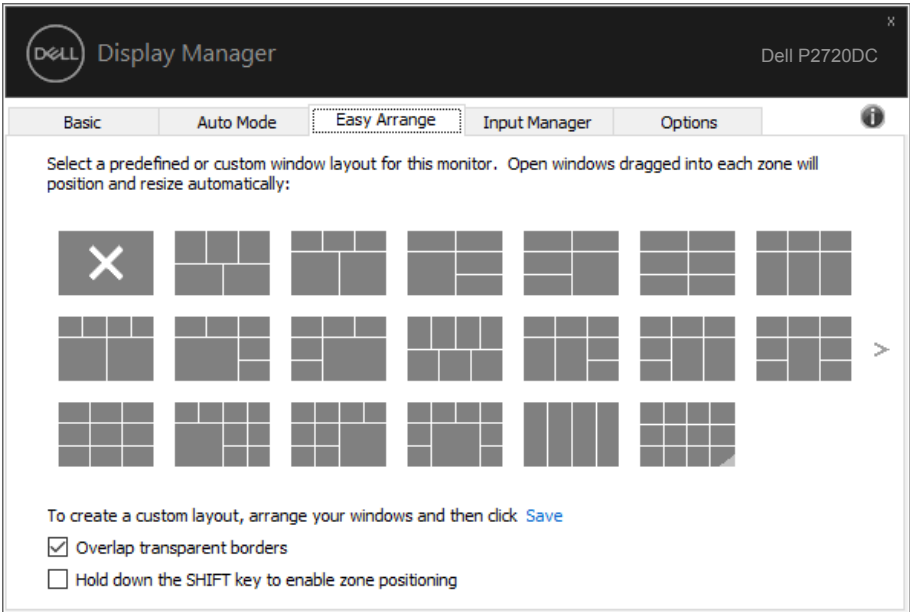 x
DELL Display Manager
Dell P2720DC
Basic Auto Mode Easy Arrange Input Manager Options
Select a predefined or custom window layout for this monitor. Open windows dragged into each zone will
position and resize automatically:
>
To create a custom layout, arrange your windows and then click Save
Overlap transparent borders
Hold down the SHIFT key to enable zone positioning